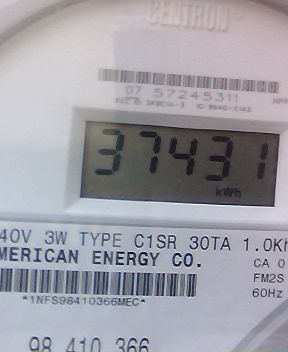 CENTRON
07 57245311
37431
kWh
40V 3W TYPE C1SR 30TA 1.0Kh
MERICAN ENERGY CO.
CA 0
FM2S
60Hz
*1NFS98410366MEC*
98 410 366